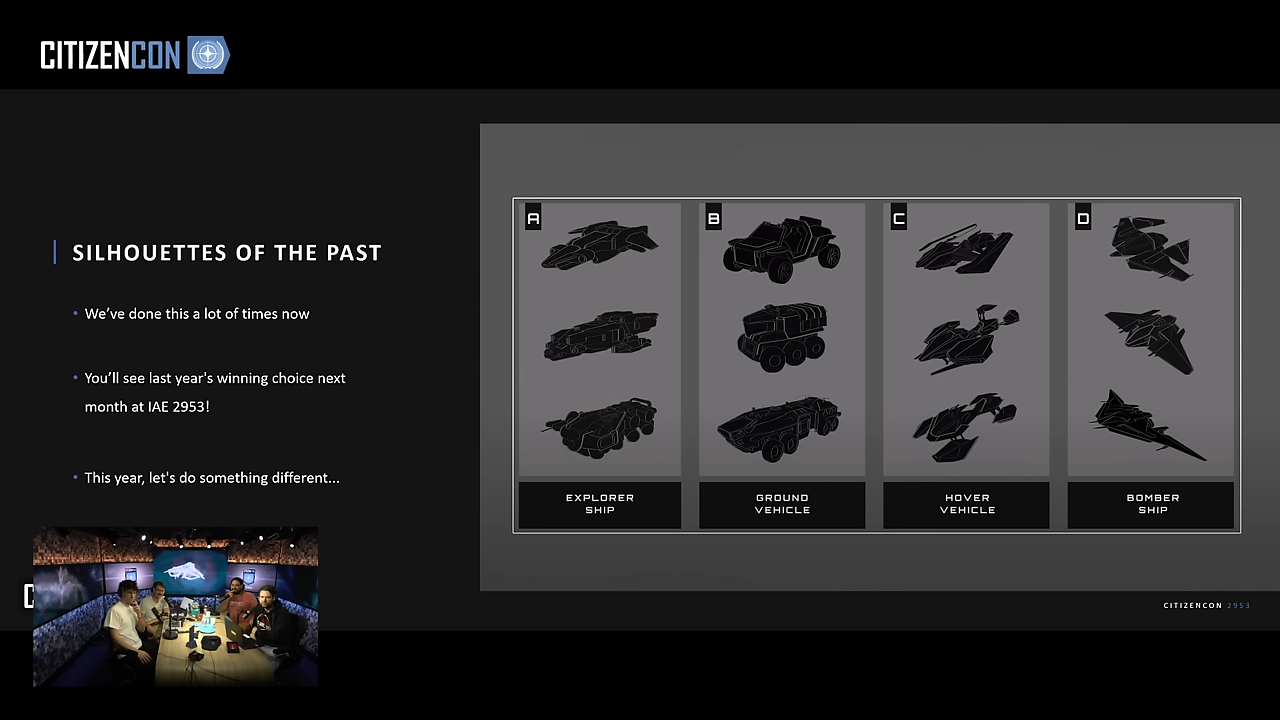 CITIZENCON
SILHOUETTES OF THE PAST
• We've done this a lot of times now
• You'll see last year's winning choice next
month at IAE 2953!
• This year, let's do something different...
A
B
C
D
EXPLORER
SHIP
GROUND
VEHICLE
HOVER
VEHICLE
BOMBER
SHIP
CITIZENCON 2953